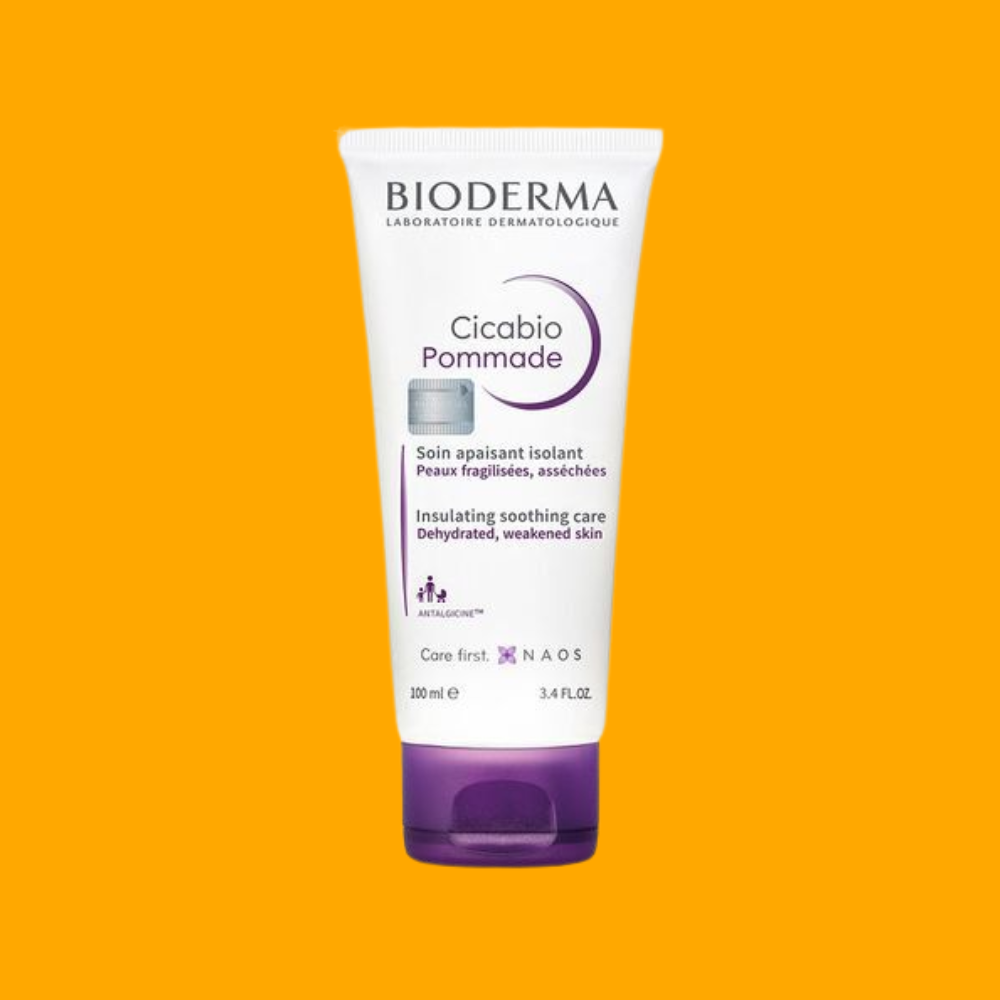 BIODERMA
LABORATOIRE DERMATOLOGIQUE
Cicabio
Pommade
Soin apaisant isolant
Peaux fragilisées, asséchées
Insulating soothing care
Dehydrated, weakened skin
ANTALGICINE™
Care first. NAOS
100 ml ℮ 3.4 FL.OZ.